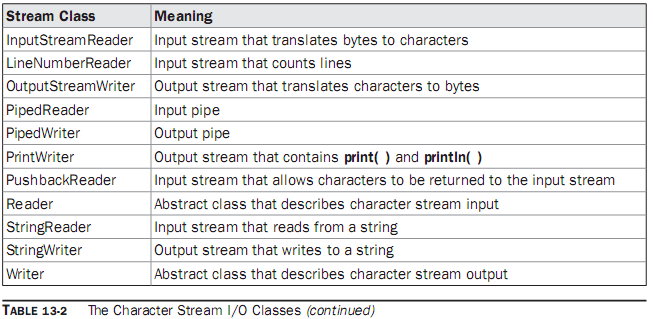 Stream Class Meaning
InputStreamReader Input stream that translates bytes to characters
LineNumberReader Input stream that counts lines
OutputStreamWriter Output stream that translates characters to bytes
PipedReader Input pipe
PipedWriter Output pipe
PrintWriter Output stream that contains print( ) and println( )
PushbackReader Input stream that allows characters to be returned to the input stream
Reader Abstract class that describes character stream input
StringReader Input stream that reads from a string
StringWriter Output stream that writes to a string
Writer Abstract class that describes character stream output
TABLE 13-2 The Character Stream I/O Classes (continued)